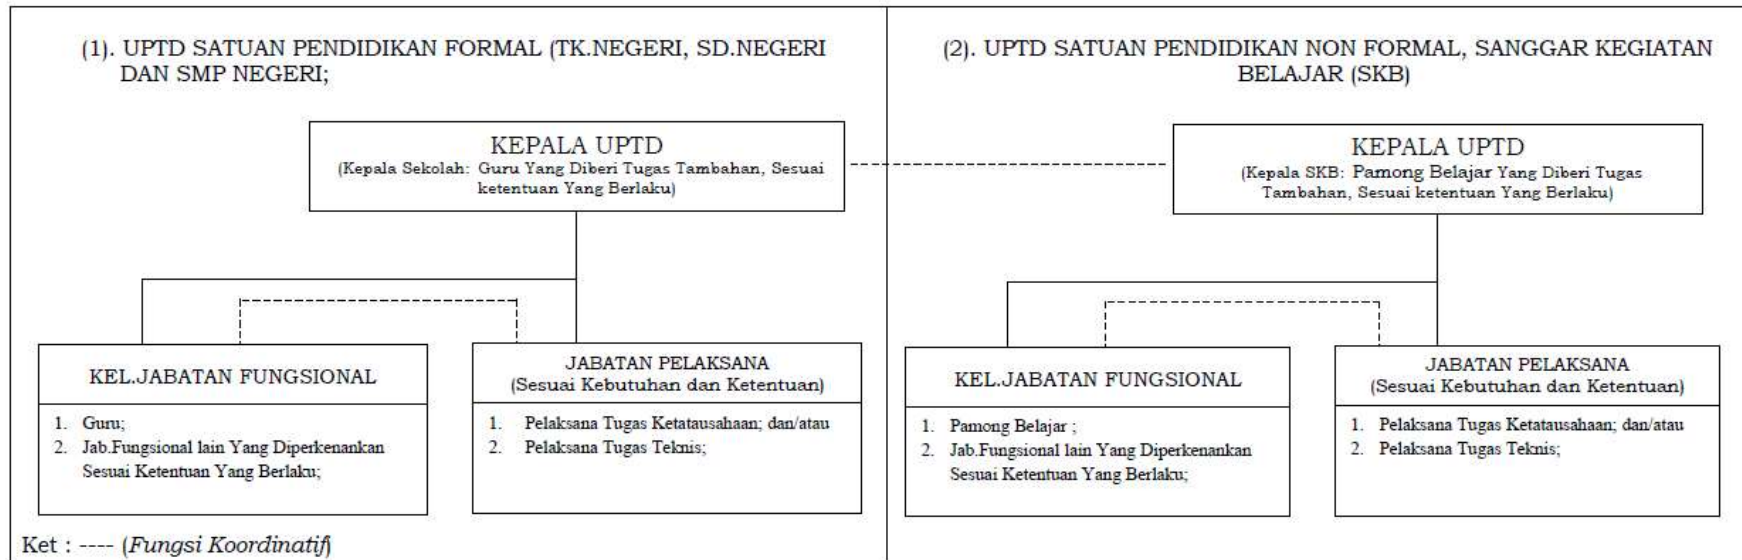 (1). UPTD SATUAN PENDIDIKAN FORMAL (TK.NEGERI, SD.NEGERI
DAN SMP NEGERI;
KEPALA UPTD
(Kepala Sekolah: Guru Yang Diberi Tugas Tambahan, Sesuai
ketentuan Yang Berlaku)
KEL.JABATAN FUNGSIONAL
1. Guru;
2. Jab.Fungsional lain Yang Diperkenankan
Sesuai Ketentuan Yang Berlaku;
JABATAN PELAKSANA
(Sesuai Kebutuhan dan Ketentuan)
1. Pelaksana Tugas Ketatausahaan; dan/atau
2. Pelaksana Tugas Teknis;
Ket : ---- (Fungsi Koordinatif)
(2). UPTD SATUAN PENDIDIKAN NON FORMAL, SANGGAR KEGIATAN
BELAJAR (SKB)
KEPALA UPTD
(Kepala SKB: Pamong Belajar Yang Diberi Tugas
Tambahan, Sesuai ketentuan Yang Berlaku)
KEL.JABATAN FUNGSIONAL
1. Pamong Belajar ;
2. Jab.Fungsional lain Yang Diperkenankan
Sesuai Ketentuan Yang Berlaku;
JABATAN PELAKSANA
(Sesuai Kebutuhan dan Ketentuan)
1. Pelaksana Tugas Ketatausahaan; dan/atau
2. Pelaksana Tugas Teknis;